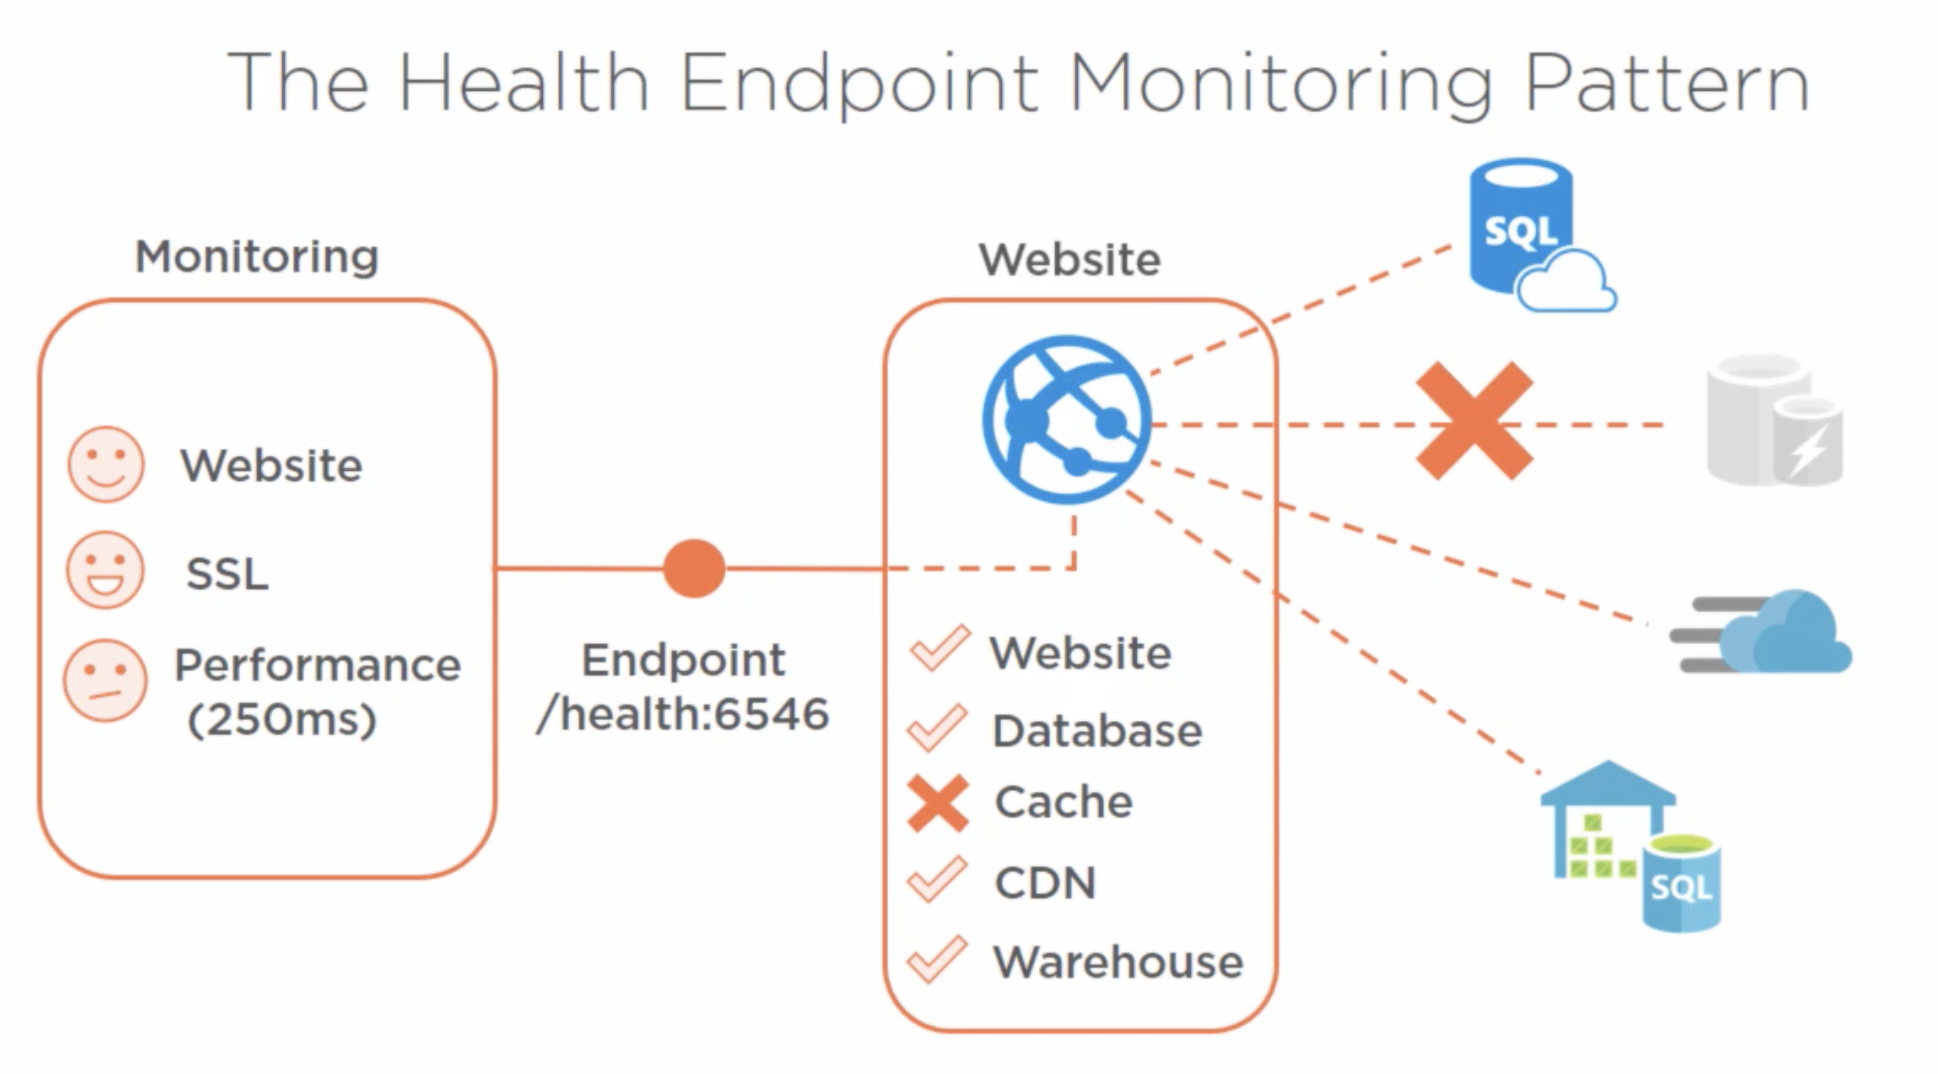 The Health Endpoint Monitoring Pattern
Monitoring
Website
SSL
Performance
(250ms)
Endpoint
/health:6546
Website
Website
Database
Cache
CDN
Warehouse
SQL
SQL